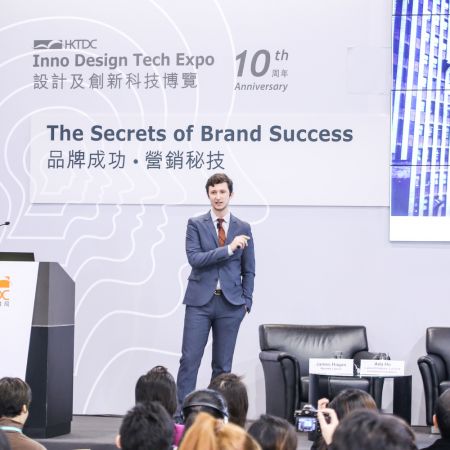 HKTDC
Inno Design Tech Expo
設計及創新科技博覽
10th
周年
Anniversary
The Secrets of Brand Success
品牌成功 • 營銷秘技